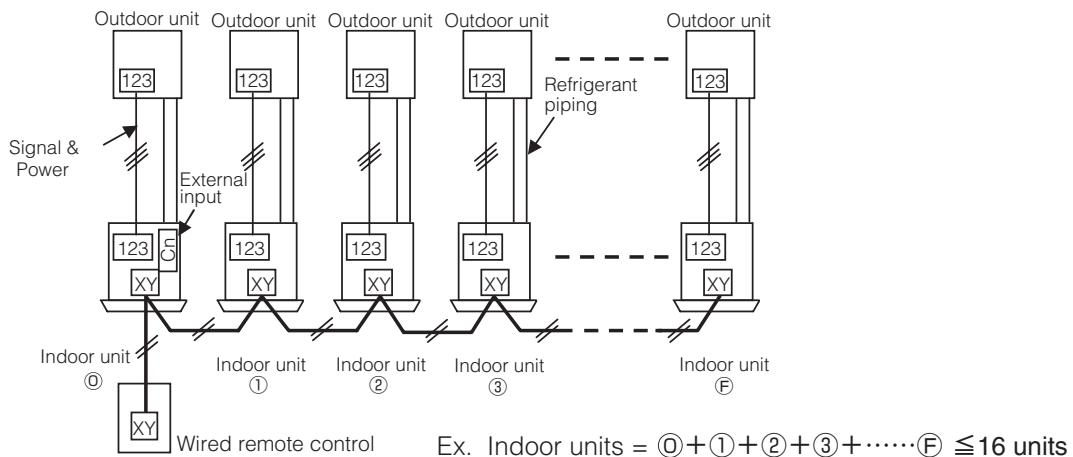 Outdoor unit Outdoor unit Outdoor unit Outdoor unit Outdoor unit
123 123 123 123 123
Refrigerant
piping
Signal &
Power
External
input
123 Cn 123 123 123 123
XY XY XY XY XY
Indoor unit Indoor unit Indoor unit Indoor unit Indoor unit
⓪ ① ② ③ Ⓕ
XY
Wired remote control
Ex. Indoor units = ⓪+①+②+③+⋯⋯Ⓕ ≦16 units